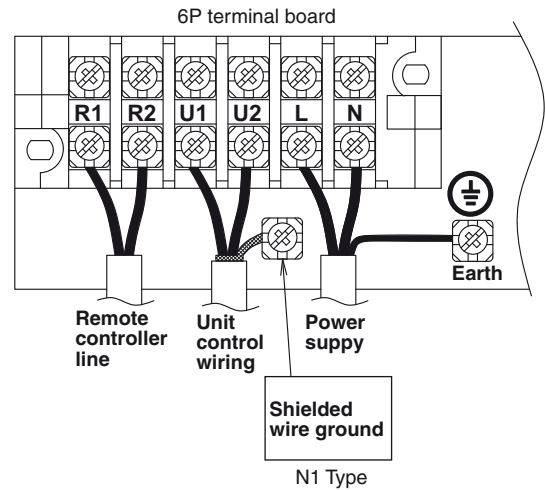 6P terminal board
R1 R2 U1 U2 L N
Earth
Remote
controller
line
Unit
control
wiring
Power
suppy
Shielded
wire ground
N1 Type